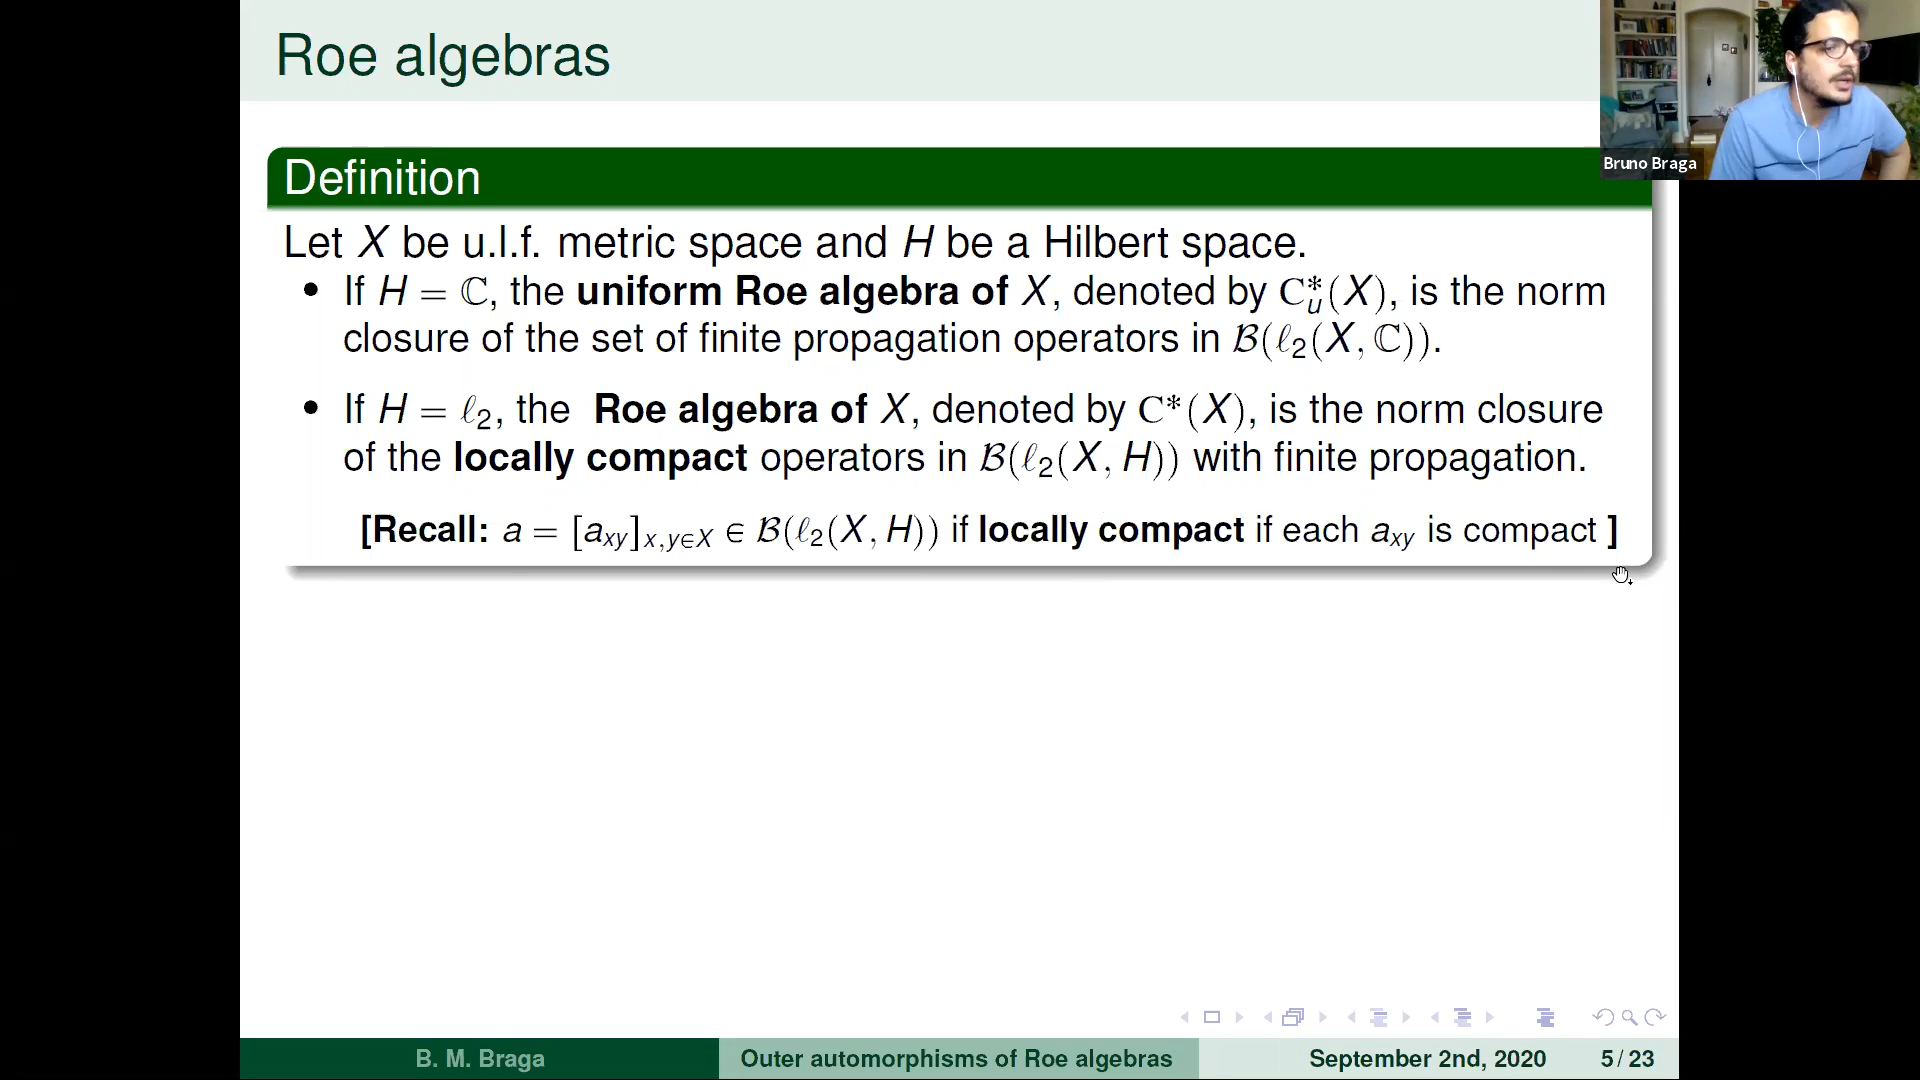 Roe algebras
Bruno Braga
Definition
Let X be u.l.f. metric space and H be a Hilbert space.
• If H = ℂ, the uniform Roe algebra of X, denoted by C*ᵤ(X), is the norm
closure of the set of finite propagation operators in ℬ(ℓ₂(X, ℂ)).
• If H = ℓ₂, the Roe algebra of X, denoted by C*(X), is the norm closure
of the locally compact operators in ℬ(ℓ₂(X, H)) with finite propagation.
[Recall: a = [a_{xy}]_{x,y∈X} ∈ ℬ(ℓ₂(X, H)) if locally compact if each a_{xy} is compact ]
B. M. Braga
Outer automorphisms of Roe algebras
September 2nd, 2020
5 / 23